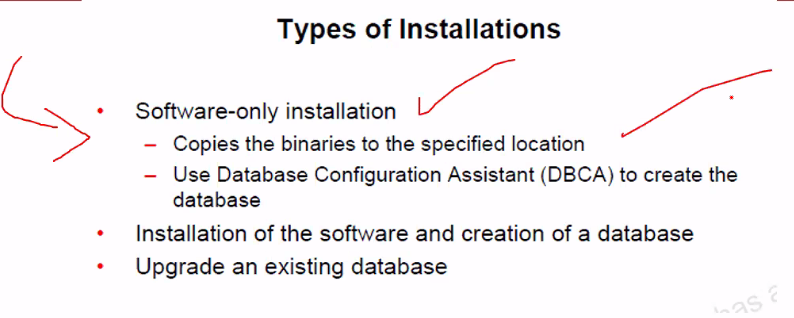 Types of Installations
• Software-only installation
– Copies the binaries to the specified location
– Use Database Configuration Assistant (DBCA) to create the
database
• Installation of the software and creation of a database
• Upgrade an existing database
has a